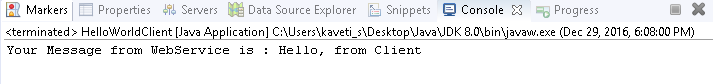 Markers Properties Servers Data Source Explorer Snippets Console Progress
<terminated> HelloWorldClient [Java Application] C:\Users\kaveti_s\Desktop\Java\JDK 8.0\bin\javaw.exe (Dec 29, 2016, 6:08:00 PM)
Your Message from WebService is : Hello, from Client